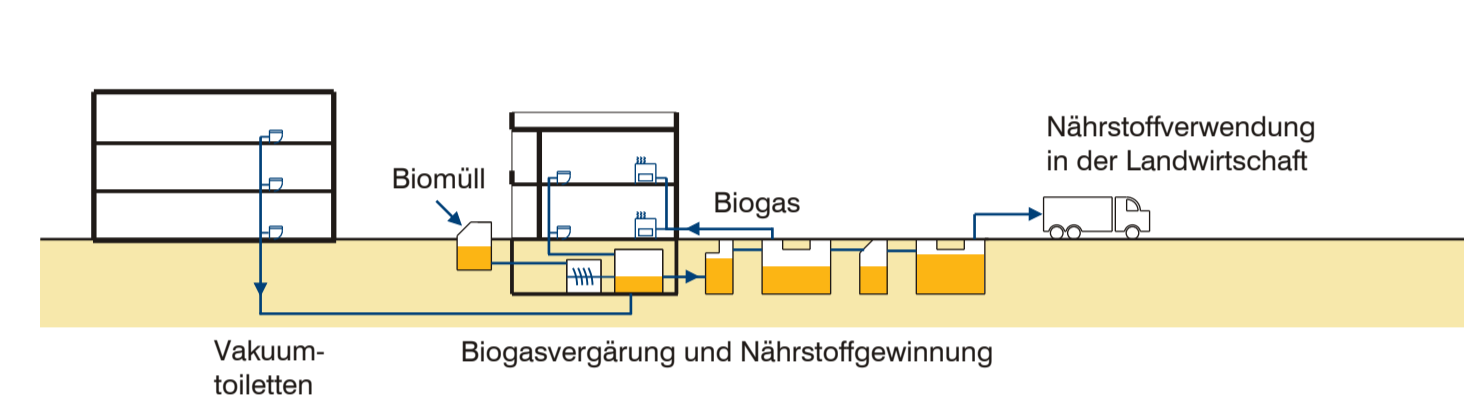 Nährstoffverwendung
in der Landwirtschaft
Biomüll
Biogas
Vakuum-
toiletten
Biogasvergärung und Nährstoffgewinnung